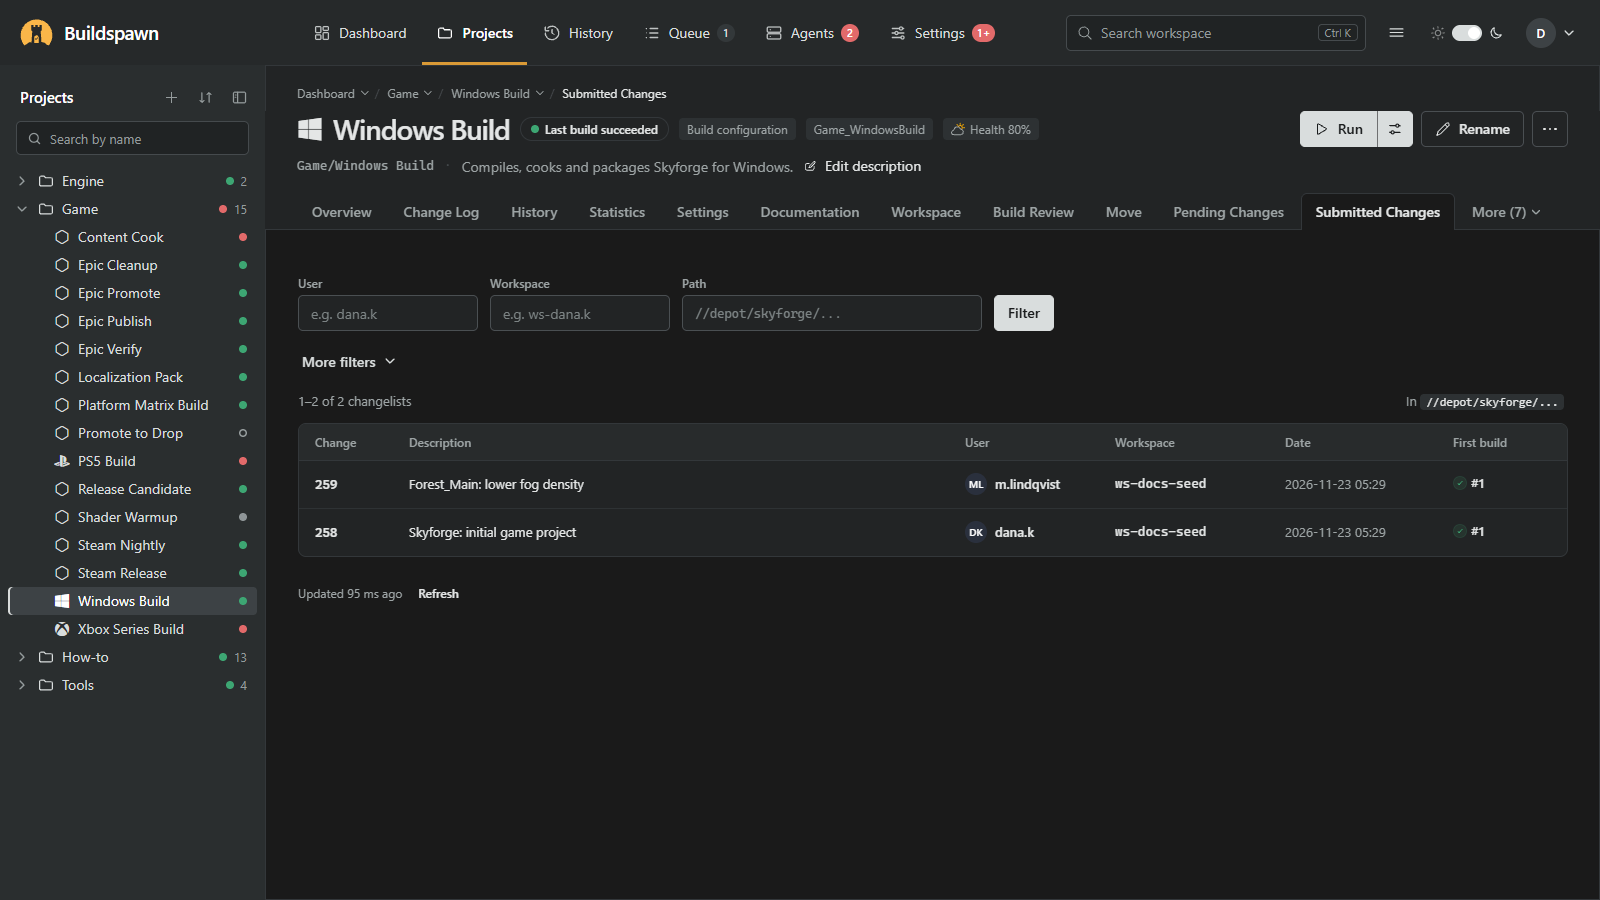 Buildspawn
Dashboard
Projects
History
Queue 1
Agents 2
Settings 1+
Search workspace
Ctrl K
D
Projects
Search by name
Engine 2
Game 15
Content Cook
Epic Cleanup
Epic Promote
Epic Publish
Epic Verify
Localization Pack
Platform Matrix Build
Promote to Drop
PS5 Build
Release Candidate
Shader Warmup
Steam Nightly
Steam Release
Windows Build
Xbox Series Build
How-to 13
Tools 4
Dashboard / Game / Windows Build / Submitted Changes
Windows Build
Last build succeeded
Build configuration
Game_WindowsBuild
Health 80%
Run
Rename
Game/Windows Build · Compiles, cooks and packages Skyforge for Windows. Edit description
Overview
Change Log
History
Statistics
Settings
Documentation
Workspace
Build Review
Move
Pending Changes
Submitted Changes
More (7)
User
e.g. dana.k
Workspace
e.g. ws-dana.k
Path
//depot/skyforge/...
Filter
More filters
1–2 of 2 changelists
In //depot/skyforge/...
Change Description User Workspace Date First build
259 Forest_Main: lower fog density ML m.lindqvist ws-docs-seed 2026-11-23 05:29 #1
258 Skyforge: initial game project DK dana.k ws-docs-seed 2026-11-23 05:29 #1
Updated 95 ms ago Refresh